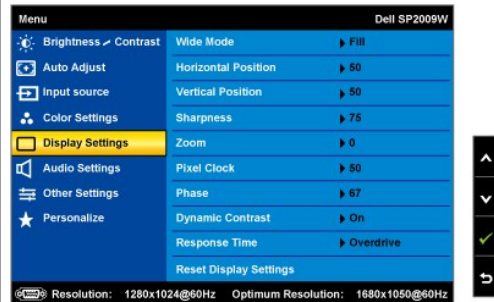 Menu Dell SP2009W
Brightness / Contrast Wide Mode Fill
Auto Adjust Horizontal Position 50
Input source Vertical Position 50
Color Settings Sharpness 75
Display Settings Zoom 0
Audio Settings Pixel Clock 50
Other Settings Phase 67
Personalize Dynamic Contrast On
Response Time Overdrive
Reset Display Settings
Resolution: 1280x1024@60Hz Optimum Resolution: 1680x1050@60Hz